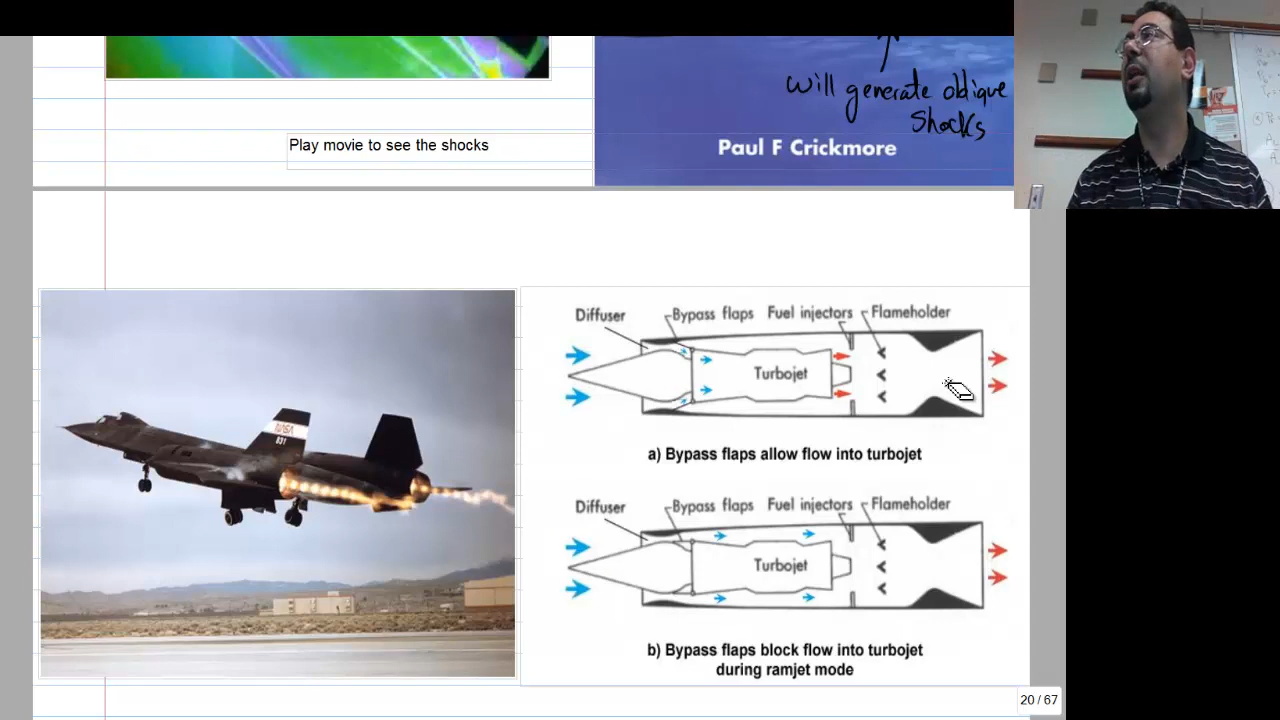 will generate oblique
shocks
Play movie to see the shocks
Paul F Crickmore
Diffuser
Bypass flaps
Fuel injectors
Flameholder
Turbojet
a) Bypass flaps allow flow into turbojet
Diffuser
Bypass flaps
Fuel injectors
Flameholder
Turbojet
b) Bypass flaps block flow into turbojet
during ramjet mode
NASA
831
20 / 67